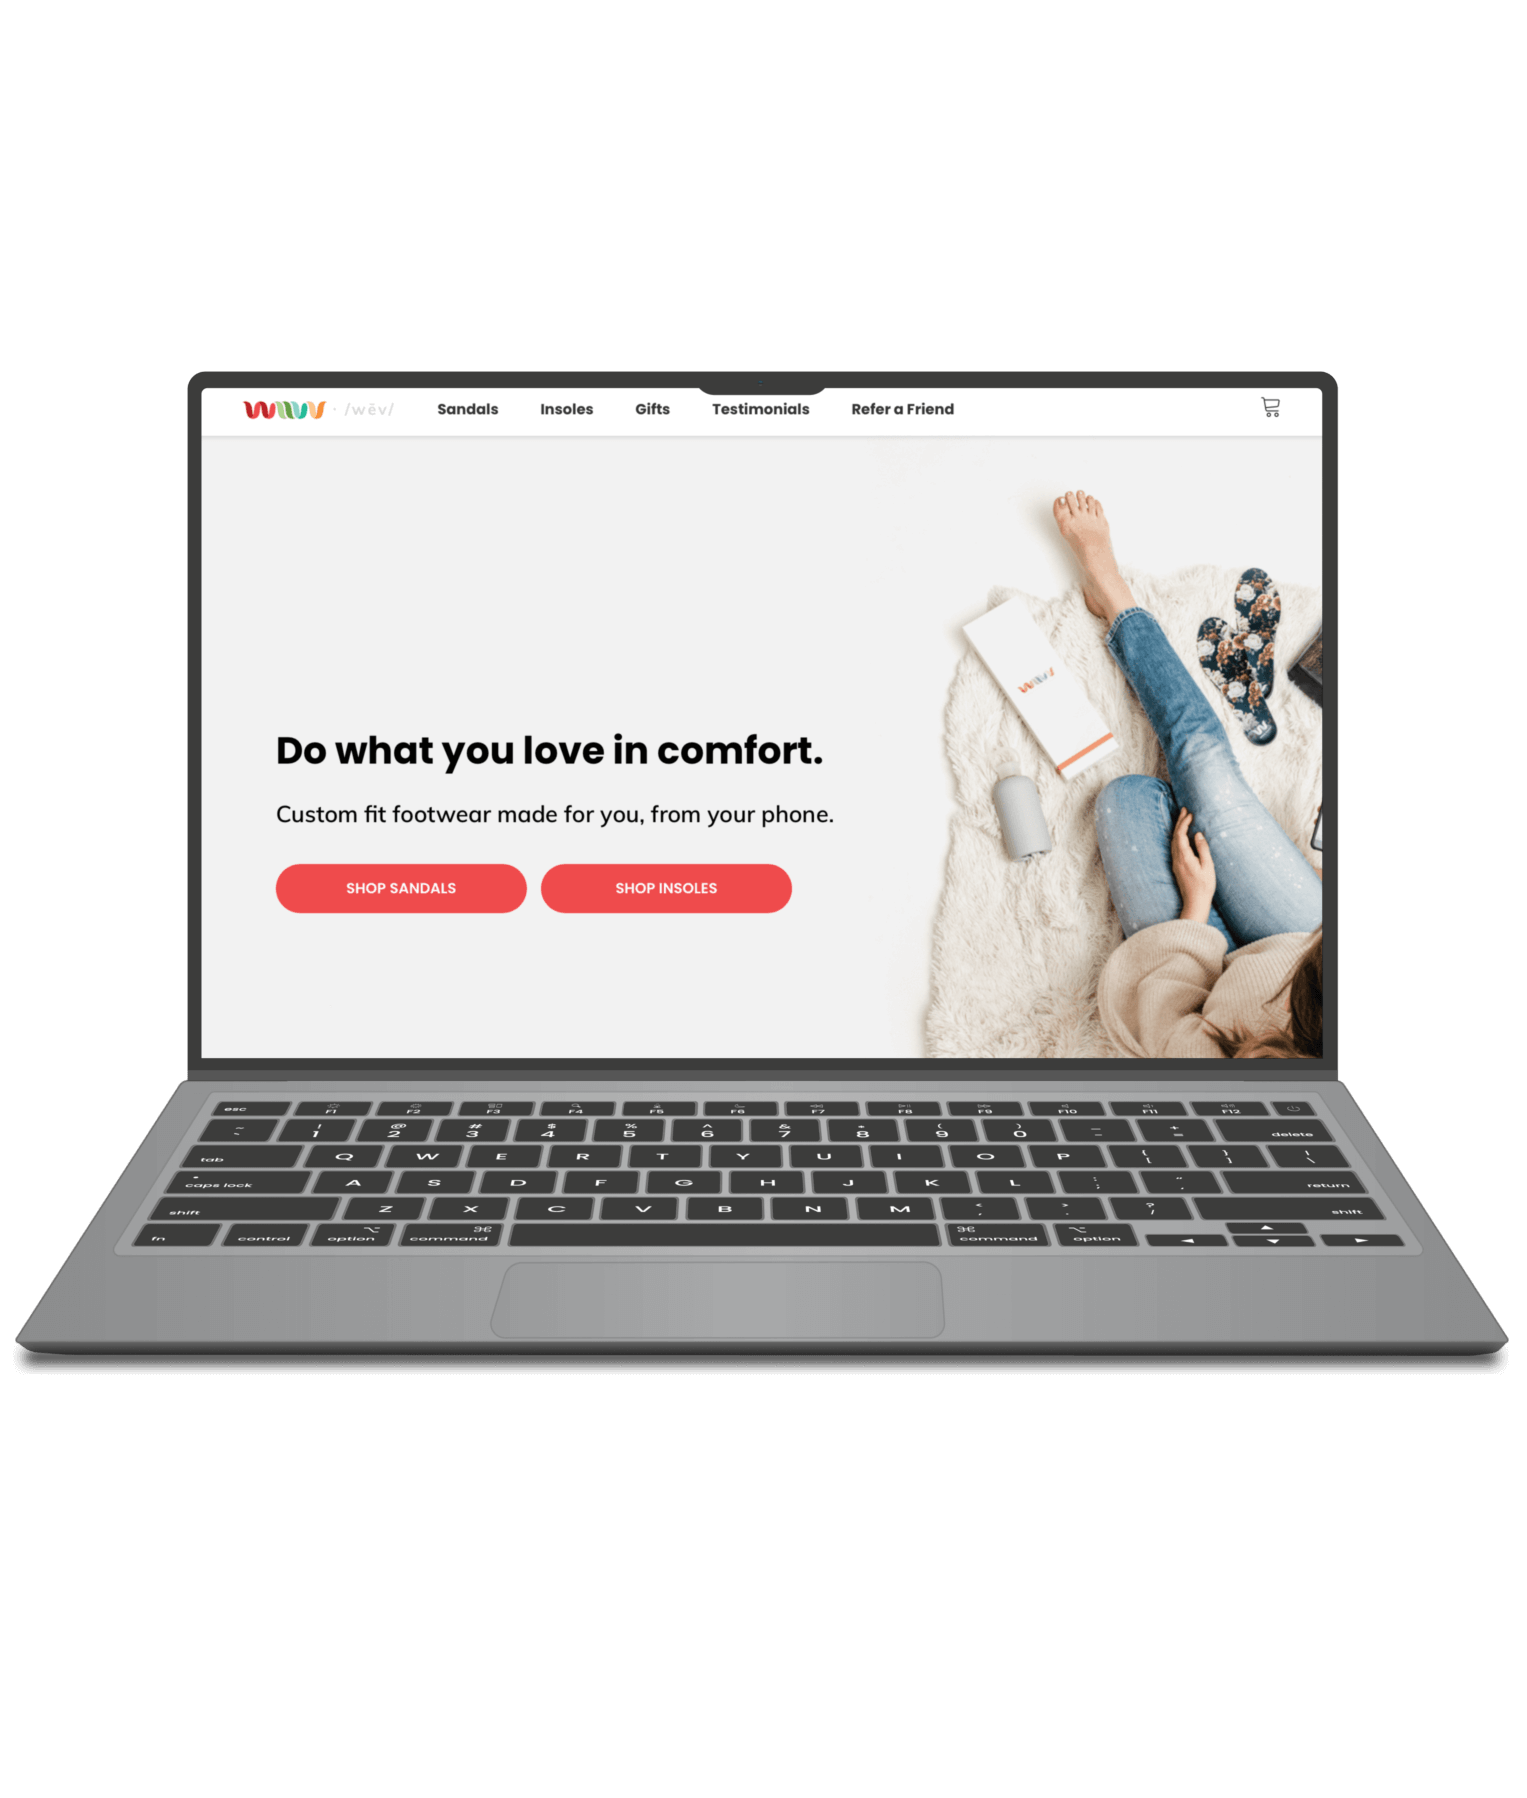 wiivv · /wēv/ Sandals Insoles Gifts Testimonials Refer a Friend
wiivv
Do what you love in comfort.
Custom fit footwear made for you, from your phone.
SHOP SANDALS SHOP INSOLES
esc F1 F2 F3 F4 F5 F6 F7 F8 F9 F10 F11 F12
~ ! @ # $ % ^ & * ( ) _ +
` 1 2 3 4 5 6 7 8 9 0 - = delete
tab Q W E R T Y U I O P { [ } ] | \
caps lock A S D F G H J K L : ; " ' return
shift Z X C V B N M < , > . ? / shift
fn control option command command option